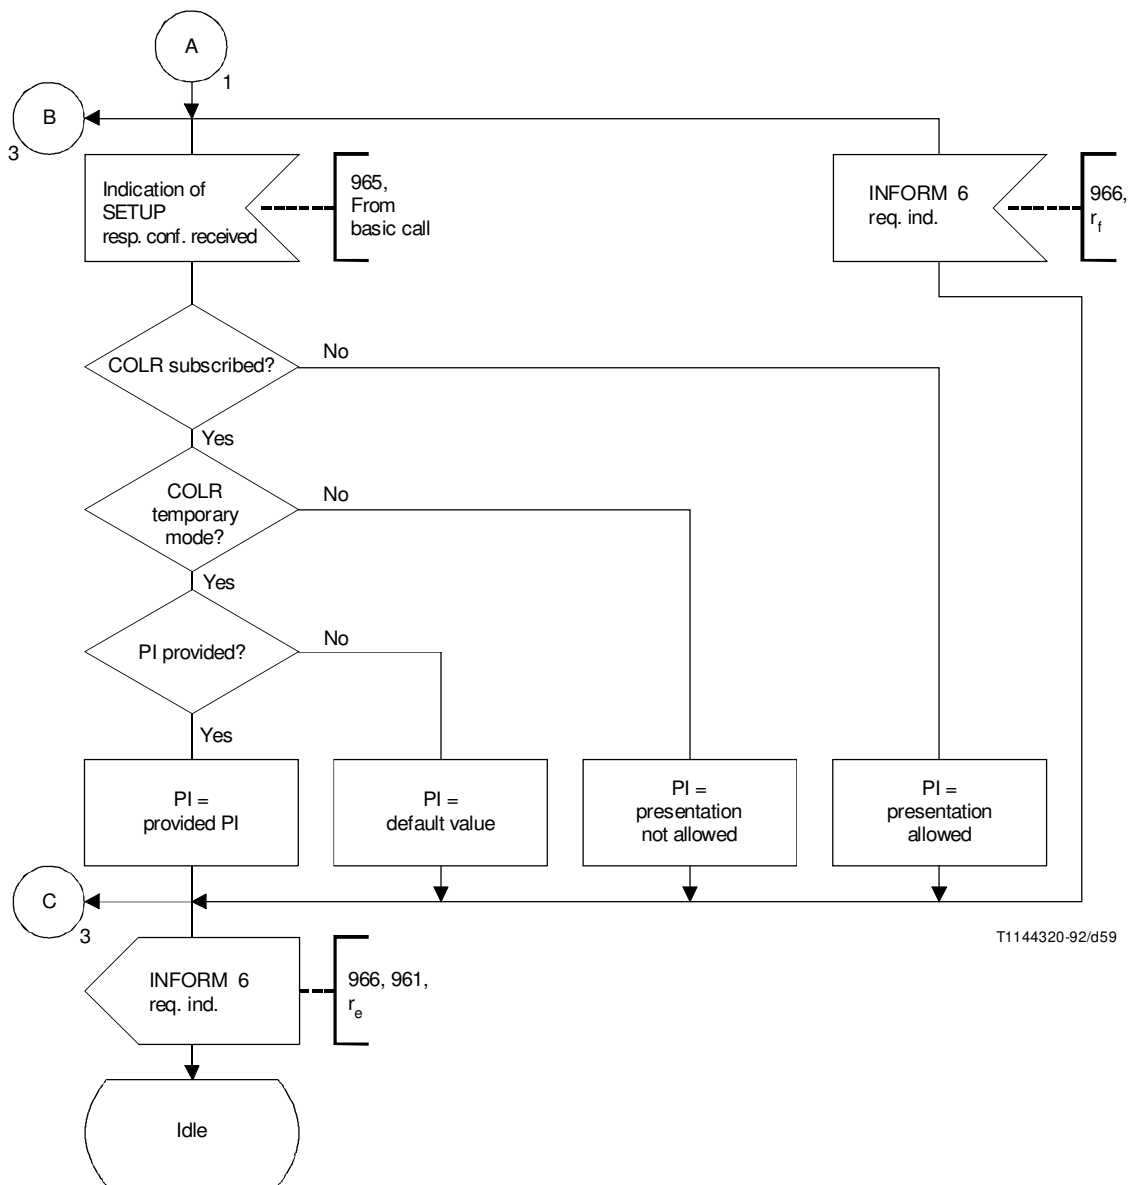 A
1
B
3
Indication of
SETUP
resp. conf. received
965,
From
basic call
INFORM 6
req. ind.
966,
rf
COLR subscribed?
No
Yes
COLR
temporary
mode?
No
Yes
PI provided?
No
Yes
PI =
provided PI
PI =
default value
PI =
presentation
not allowed
PI =
presentation
allowed
C
3
T1144320-92/d59
INFORM 6
req. ind.
966, 961,
re
Idle